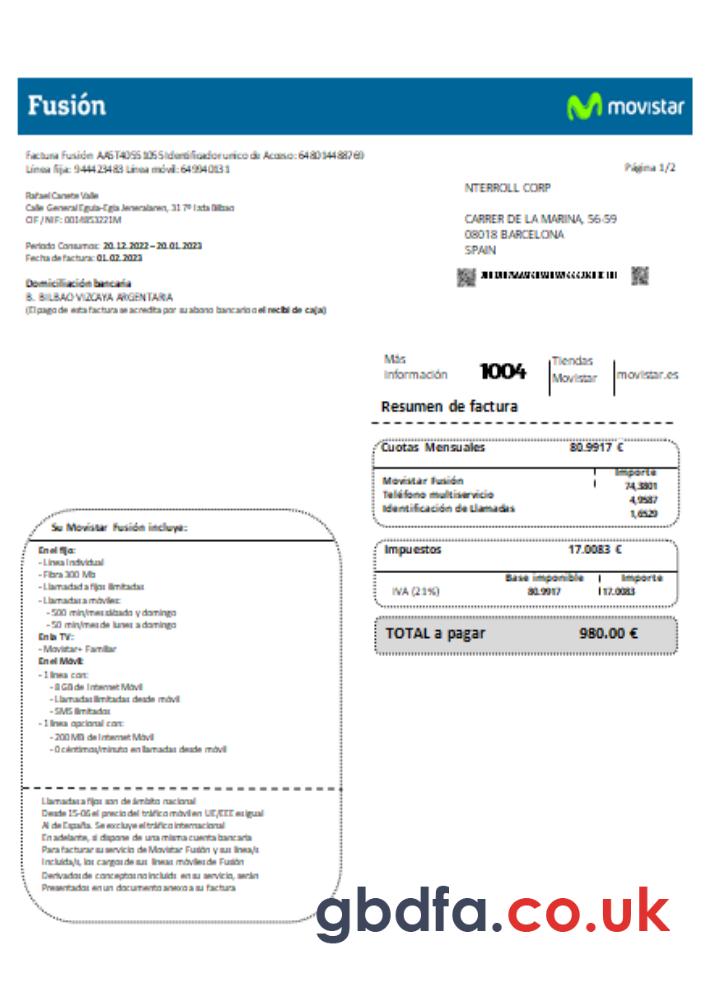 Fusión
movistar
Factura Fusión AA5T40551055 Identificador unico de Acceso: 648014488769
Línea fija: 944423483 Línea móvil: 649940131
Página 1/2
NTERROLL CORP
Rafael Canete Valle
Calle General Eguia-Egia Jeneralaren, 31 7º Izda Bilbao
CIF / NIF: 0014853221M
CARRER DE LA MARINA, 56-59
08018 BARCELONA
SPAIN
Periodo Consumos: 20.12.2022 – 20.01.2023
Fecha de factura: 01.02.2023
Domiciliación bancaria
B. BILBAO VIZCAYA ARGENTARIA
(El pago de esta factura se acredita por su abono bancario o el recibi de caja)
Más Información
1004
Tiendas Movistar
movistar.es
Resumen de factura
Cuotas Mensuales 80.9917 €
Importe
Movistar Fusión 74,3801
Teléfono multiservicio 4,9587
Identificación de Llamadas 1,6529
Impuestos 17.0083 €
Base imponible Importe
IVA (21%) 80.9917 17.0083
TOTAL a pagar 980.00 €
Su Movistar Fusión incluye:
En el fijo:
- Línea Individual
- Fibra 300 Mb
- Llamadad a fijos ilimitadas
- Llamadas a móviles:
- 500 min/mes sábado y domingo
- 50 min/mes de lunes a domingo
En la TV:
- Movistar+ Familiar
En el Móvil:
- 1 línea con:
- 8 GB de Internet Móvil
- Llamadas ilimitadas desde móvil
- SMS ilimitados
- 1 línea opcional con:
- 200 MB de Internet Móvil
- 0 céntimos/minuto en llamadas desde móvil
Llamadas a fijos son de ámbito nacional
Desde 15-06 el precio del tráfico móvil en UE/EEE es igual
Al de España. Se excluye el tráfico internacional
En adelante, si dispone de una misma cuenta bancaria
Para facturar su servicio de Movistar Fusión y sus línea/s
Incluida/s, los cargos de sus líneas móviles de Fusión
Derivados de conceptos no incluids en su servicio, serán
Presentados en un documento anexo a su factura
gbdfa.co.uk